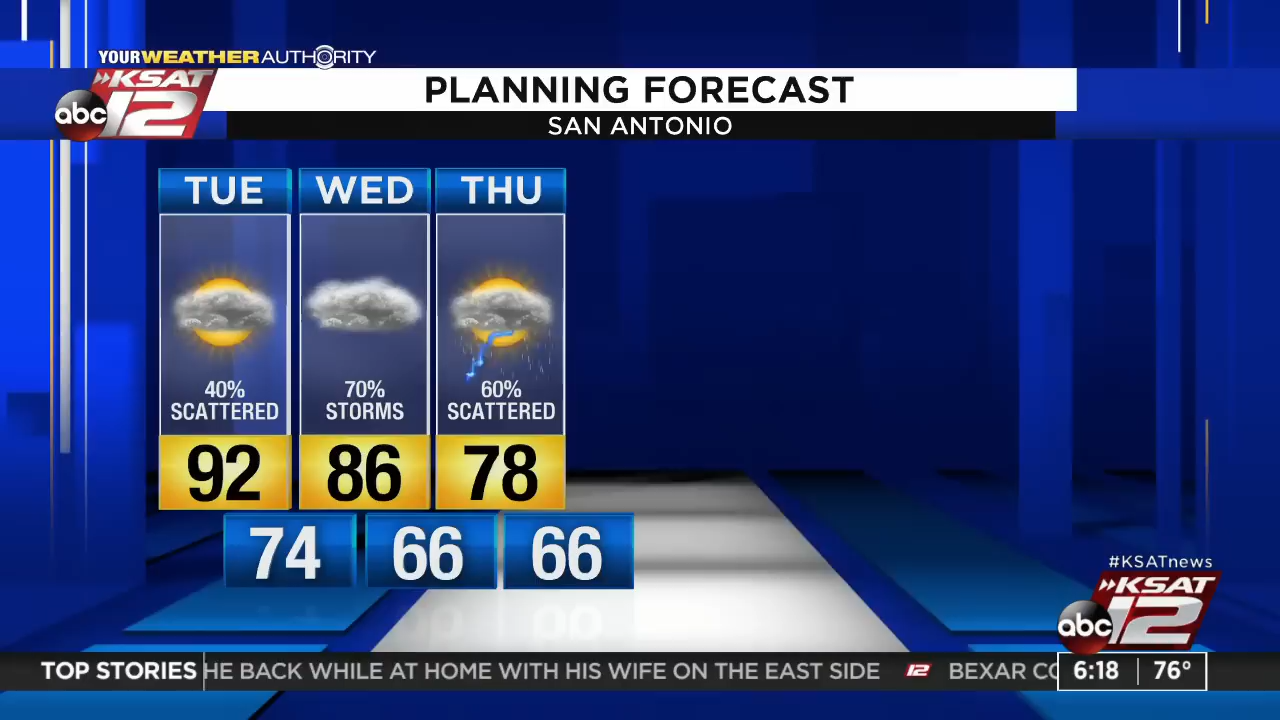 YOURWEATHERAUTHORITY
KSAT
abc 12
PLANNING FORECAST
SAN ANTONIO
TUE WED THU
40% 70% 60%
SCATTERED STORMS SCATTERED
92 86 78
74 66 66
#KSATnews
KSAT
abc 12
TOP STORIES HE BACK WHILE AT HOME WITH HIS WIFE ON THE EAST SIDE 12 BEXAR CO 6:18 76°